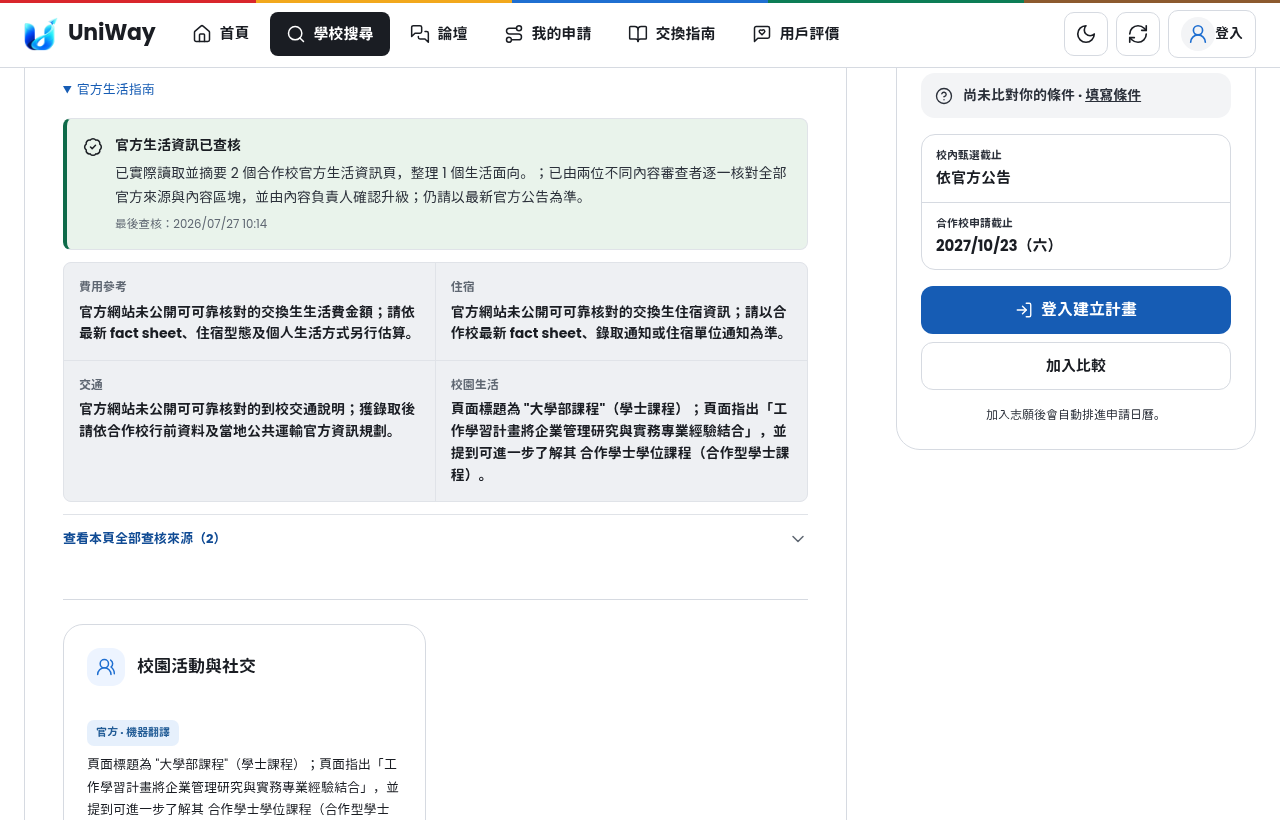 UniWay
首頁
學校搜尋
論壇
我的申請
交換指南
用戶評價
登入
官方生活指南
官方生活資訊已查核
已實際讀取並摘要 2 個合作校官方生活資訊頁，整理 1 個生活面向。；已由兩位不同內容審查者逐一核對全部
官方來源與內容區塊，並由內容負責人確認升級；仍請以最新官方公告為準。
最後查核：2026/07/27 10:14
費用參考
官方網站未公開可可靠核對的交換生生活費金額；請依
最新 fact sheet、住宿型態及個人生活方式另行估算。
住宿
官方網站未公開可可靠核對的交換生住宿資訊；請以合
作校最新 fact sheet、錄取通知或住宿單位通知為準。
交通
官方網站未公開可可靠核對的到校交通說明；獲錄取後
請依合作校行前資料及當地公共運輸官方資訊規劃。
校園生活
頁面標題為 "大學部課程"（學士課程）；頁面指出「工
作學習計畫將企業管理研究與實務專業經驗結合」，並
提到可進一步了解其 合作學士學位課程（合作型學士課
程）。
查看本頁全部查核來源（2）
校園活動與社交
官方 · 機器翻譯
頁面標題為 "大學部課程"（學士課程）；頁面指出「工
作學習計畫將企業管理研究與實務專業經驗結合」，並
提到可進一步了解其 合作學士學位課程（合作型學士
尚未比對你的條件 · 填寫條件
校內甄選截止
依官方公告
合作校申請截止
2027/10/23（六）
登入建立計畫
加入比較
加入志願後會自動排進申請日曆。